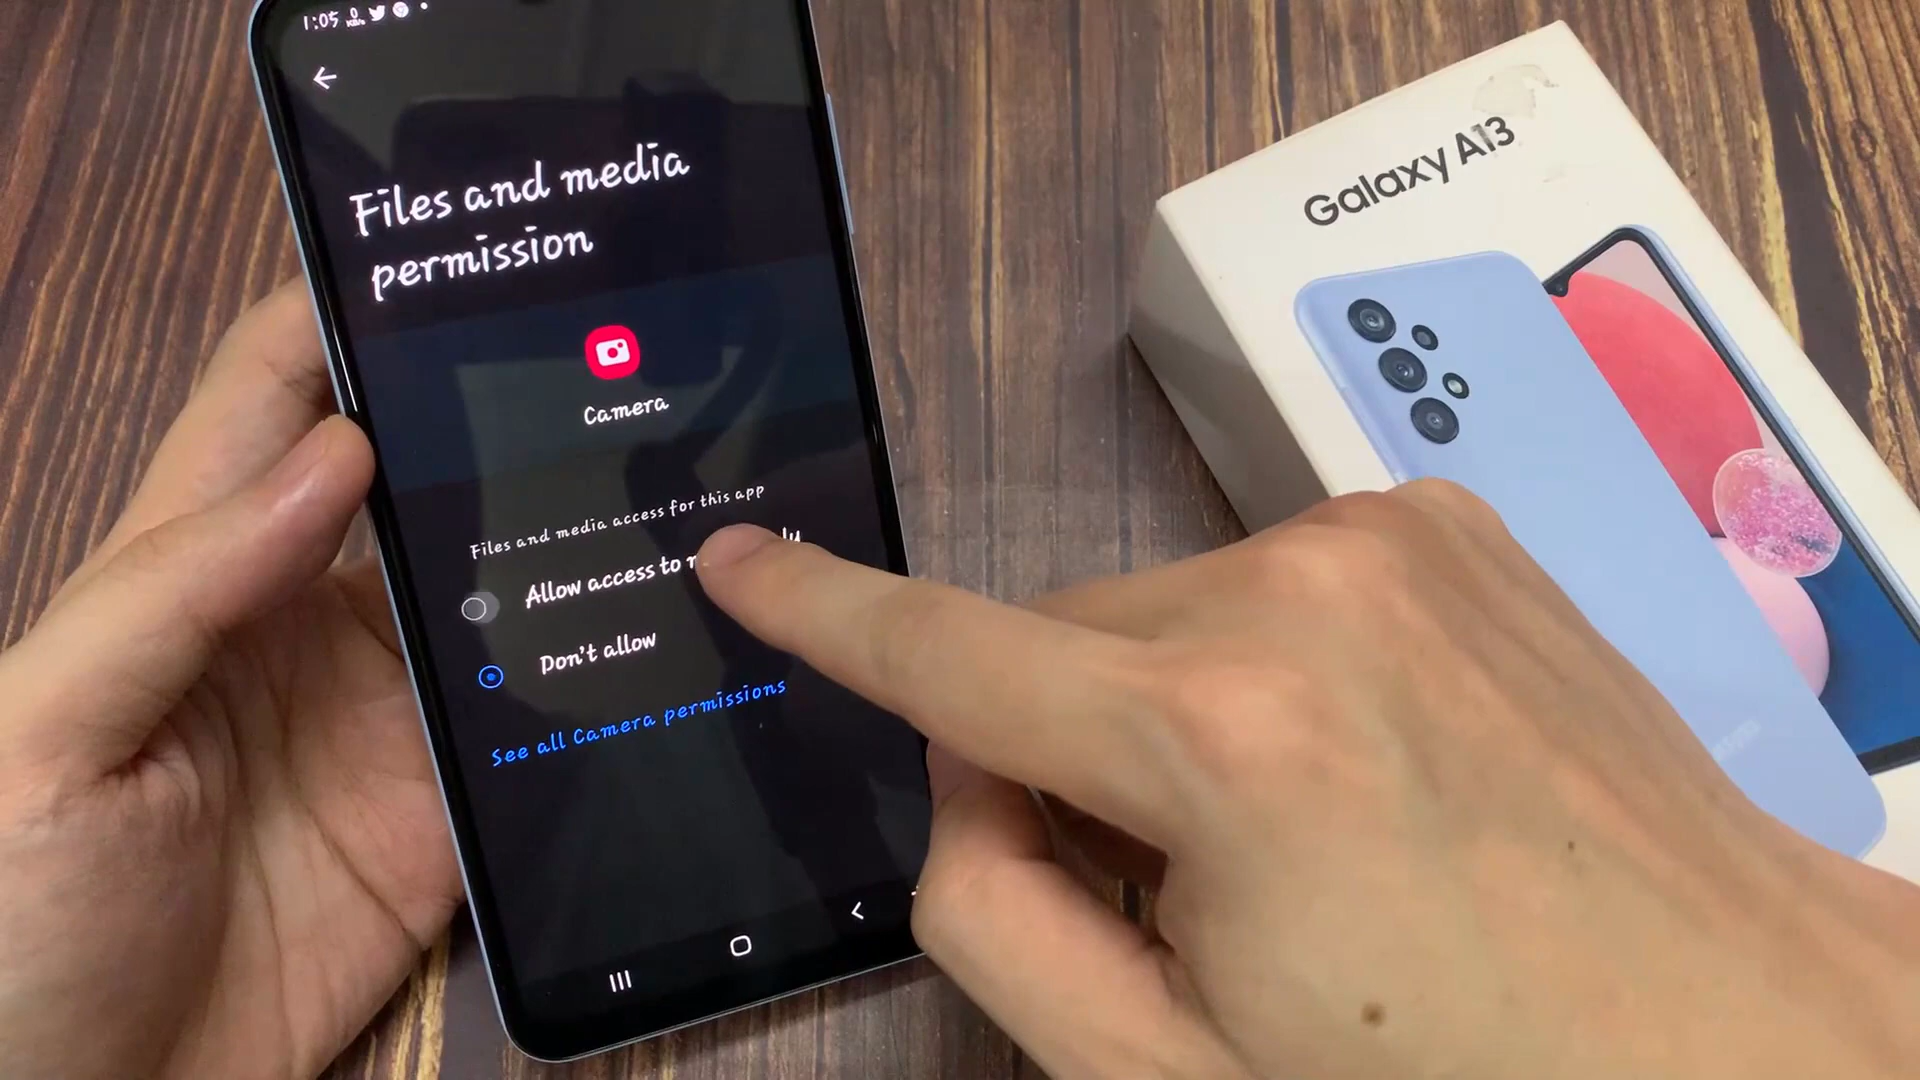 1:05
Files and media
permission
Camera
Files and media access for this app
Allow access to
Don't allow
See all Camera permissions
Galaxy A13